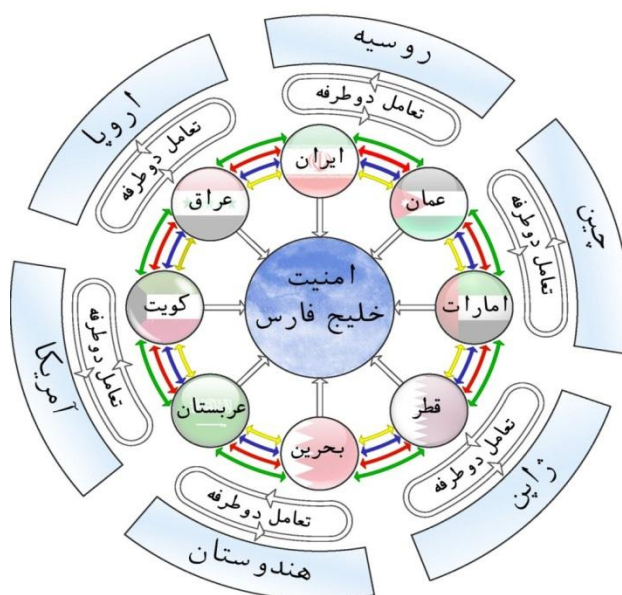 روسیه
تعامل دوطرفه
اروپا
تعامل دوطرفه
چین
تعامل دوطرفه
آمریکا
تعامل دوطرفه
ژاپن
تعامل دوطرفه
هندوستان
تعامل دوطرفه
ایران
عمان
امارات
قطر
بحرین
عربستان
کویت
عراق
امنیت
خلیج فارس